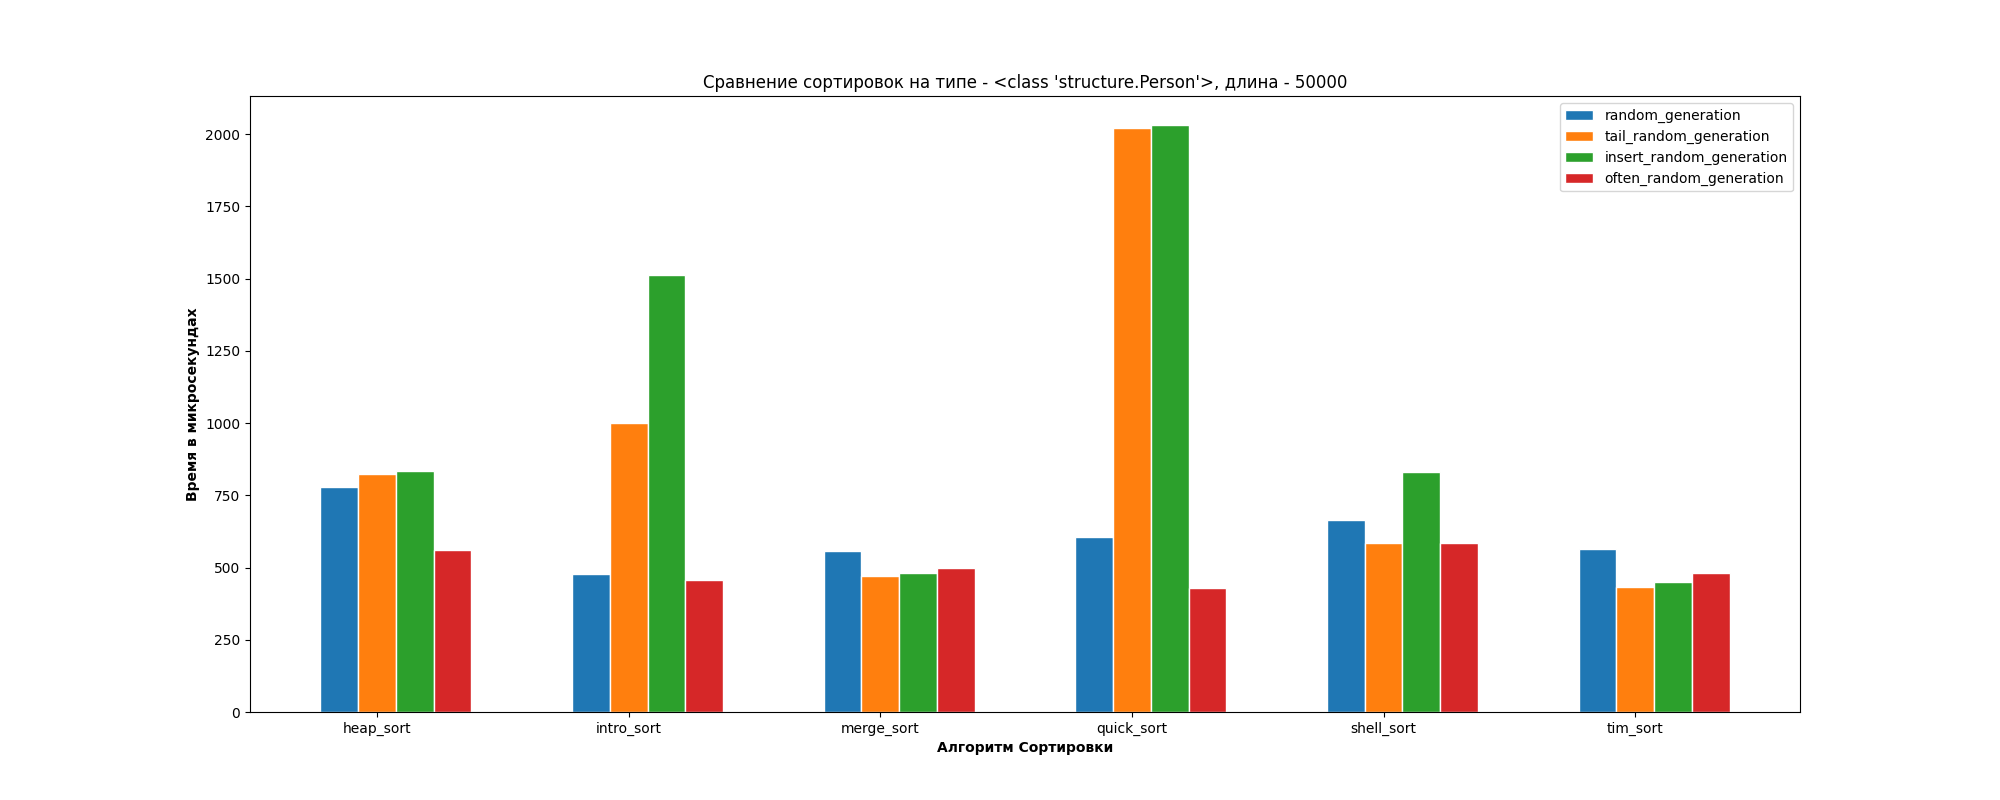 Сравнение сортировок на типе - <class 'structure.Person'>, длина - 50000
random_generation
tail_random_generation
insert_random_generation
often_random_generation
Время в микросекундах
2000
1750
1500
1250
1000
750
500
250
0
heap_sort
intro_sort
merge_sort
quick_sort
shell_sort
tim_sort
Алгоритм Сортировки